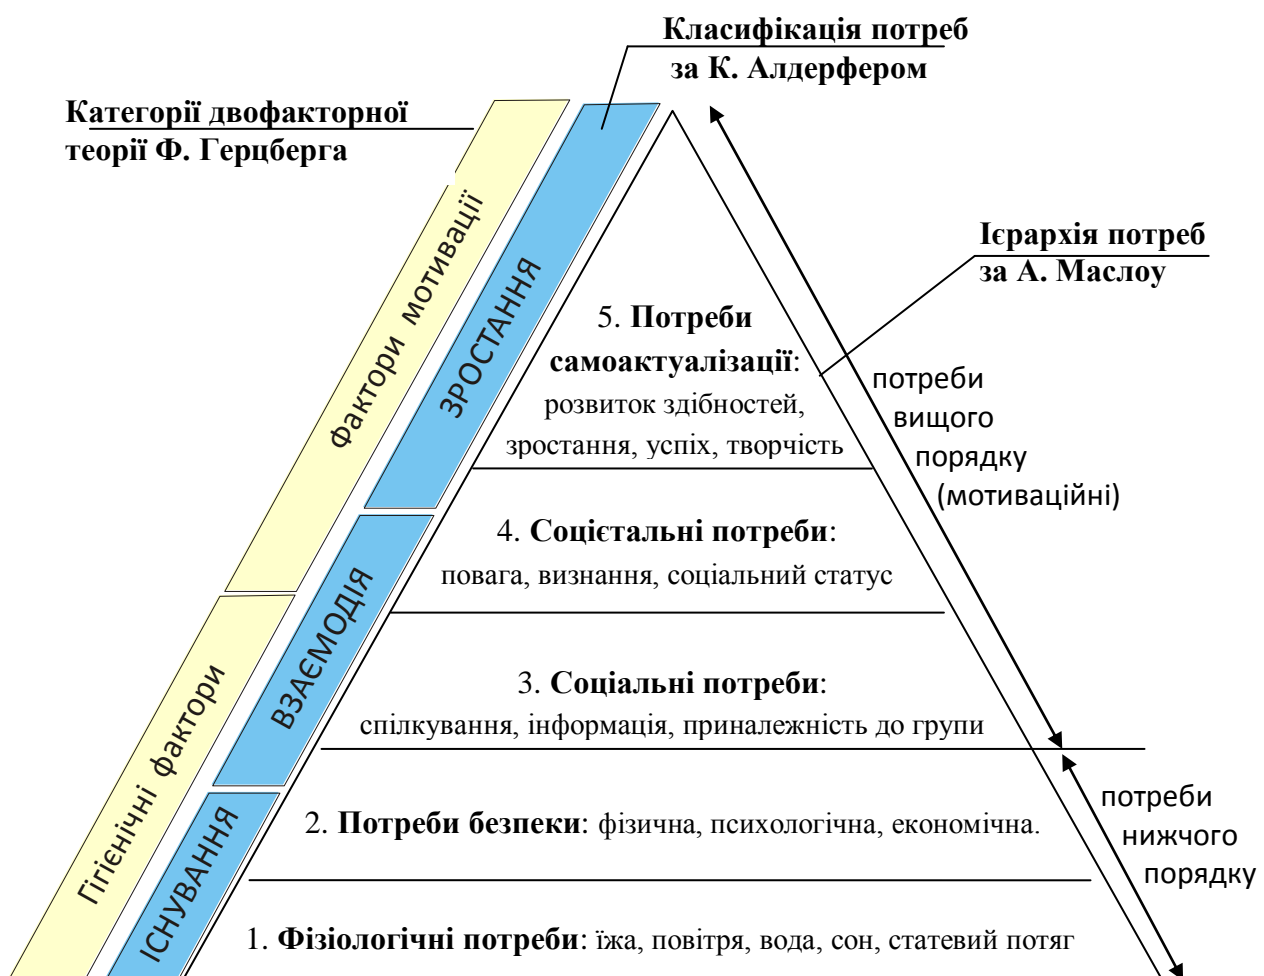 Класифікація потреб
за К. Алдерфером
Категорії двофакторної
теорії Ф. Герцберга
Ієрархія потреб
за А. Маслоу
Фактори мотивації
Гігієнічні фактори
ЗРОСТАННЯ
ВЗАЄМОДІЯ
ІСНУВАННЯ
5. Потреби
самоактуалізації:
розвиток здібностей,
зростання, успіх, творчість
4. Соцієтальні потреби:
повага, визнання, соціальний статус
3. Соціальні потреби:
спілкування, інформація, приналежність до групи
2. Потреби безпеки: фізична, психологічна, економічна.
1. Фізіологічні потреби: їжа, повітря, вода, сон, статевий потяг
потреби
вищого
порядку
(мотиваційні)
потреби
нижчого
порядку